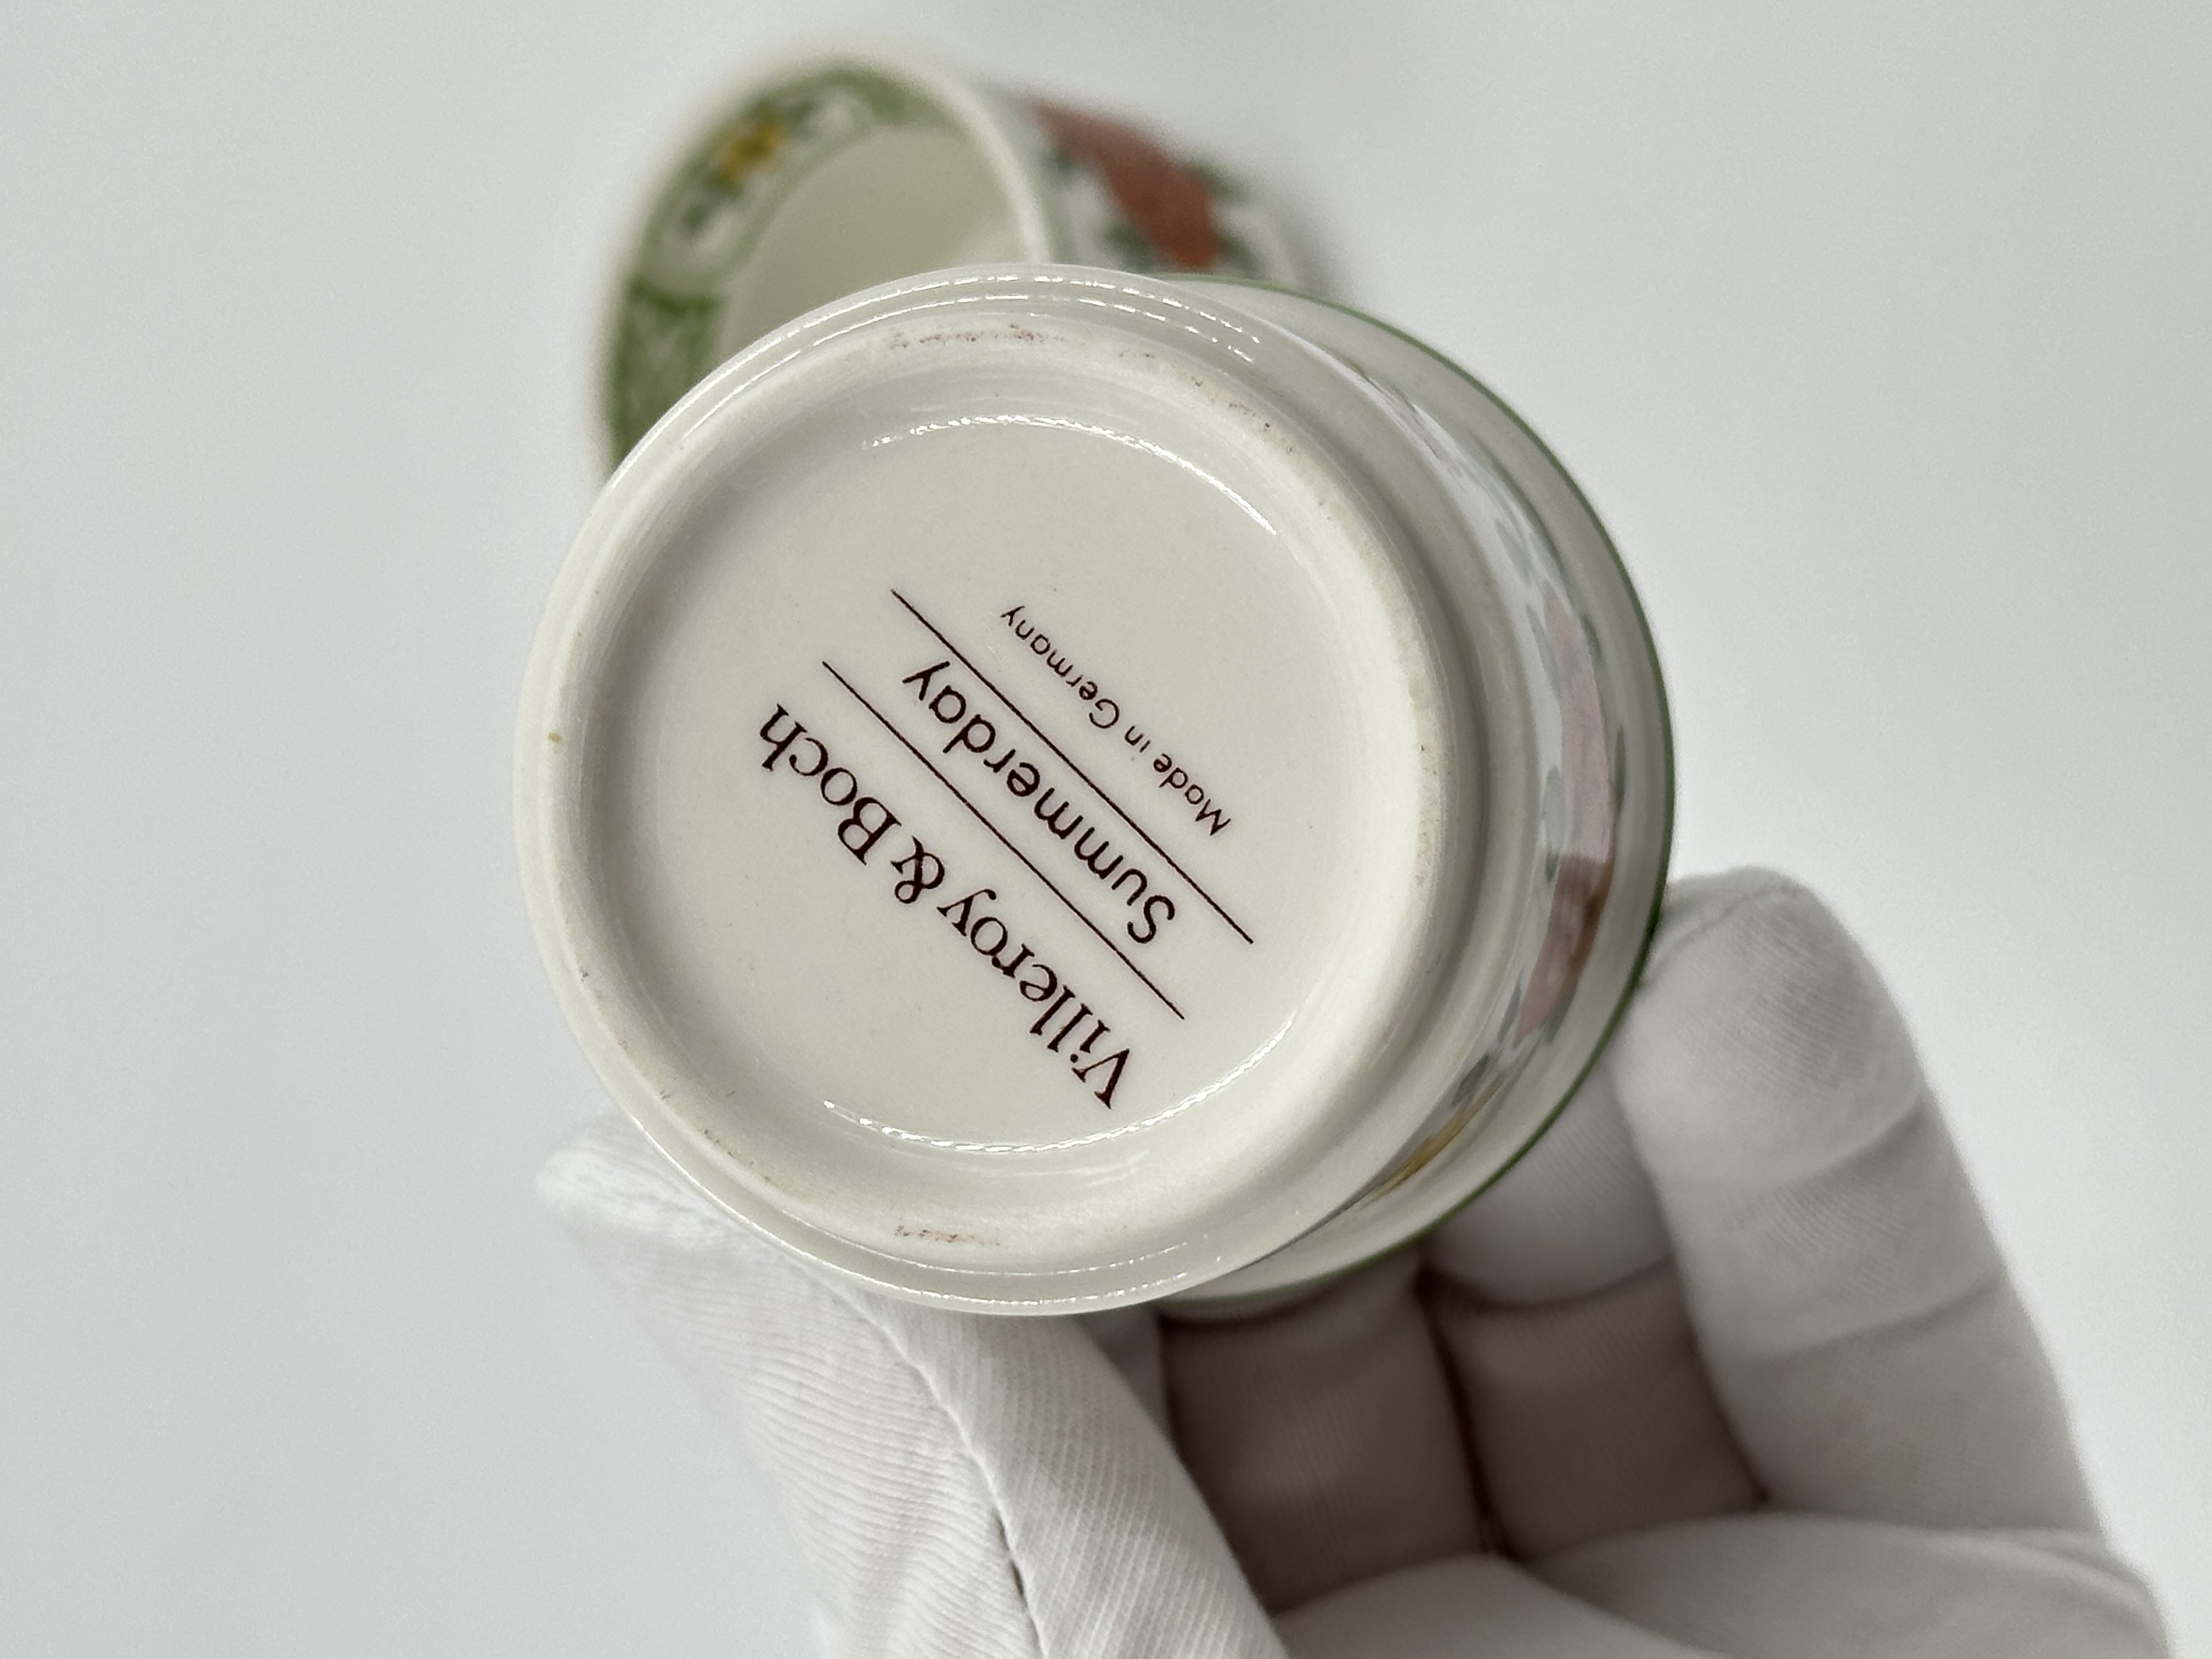 Villeroy & Boch
Summerday
Made in Germany